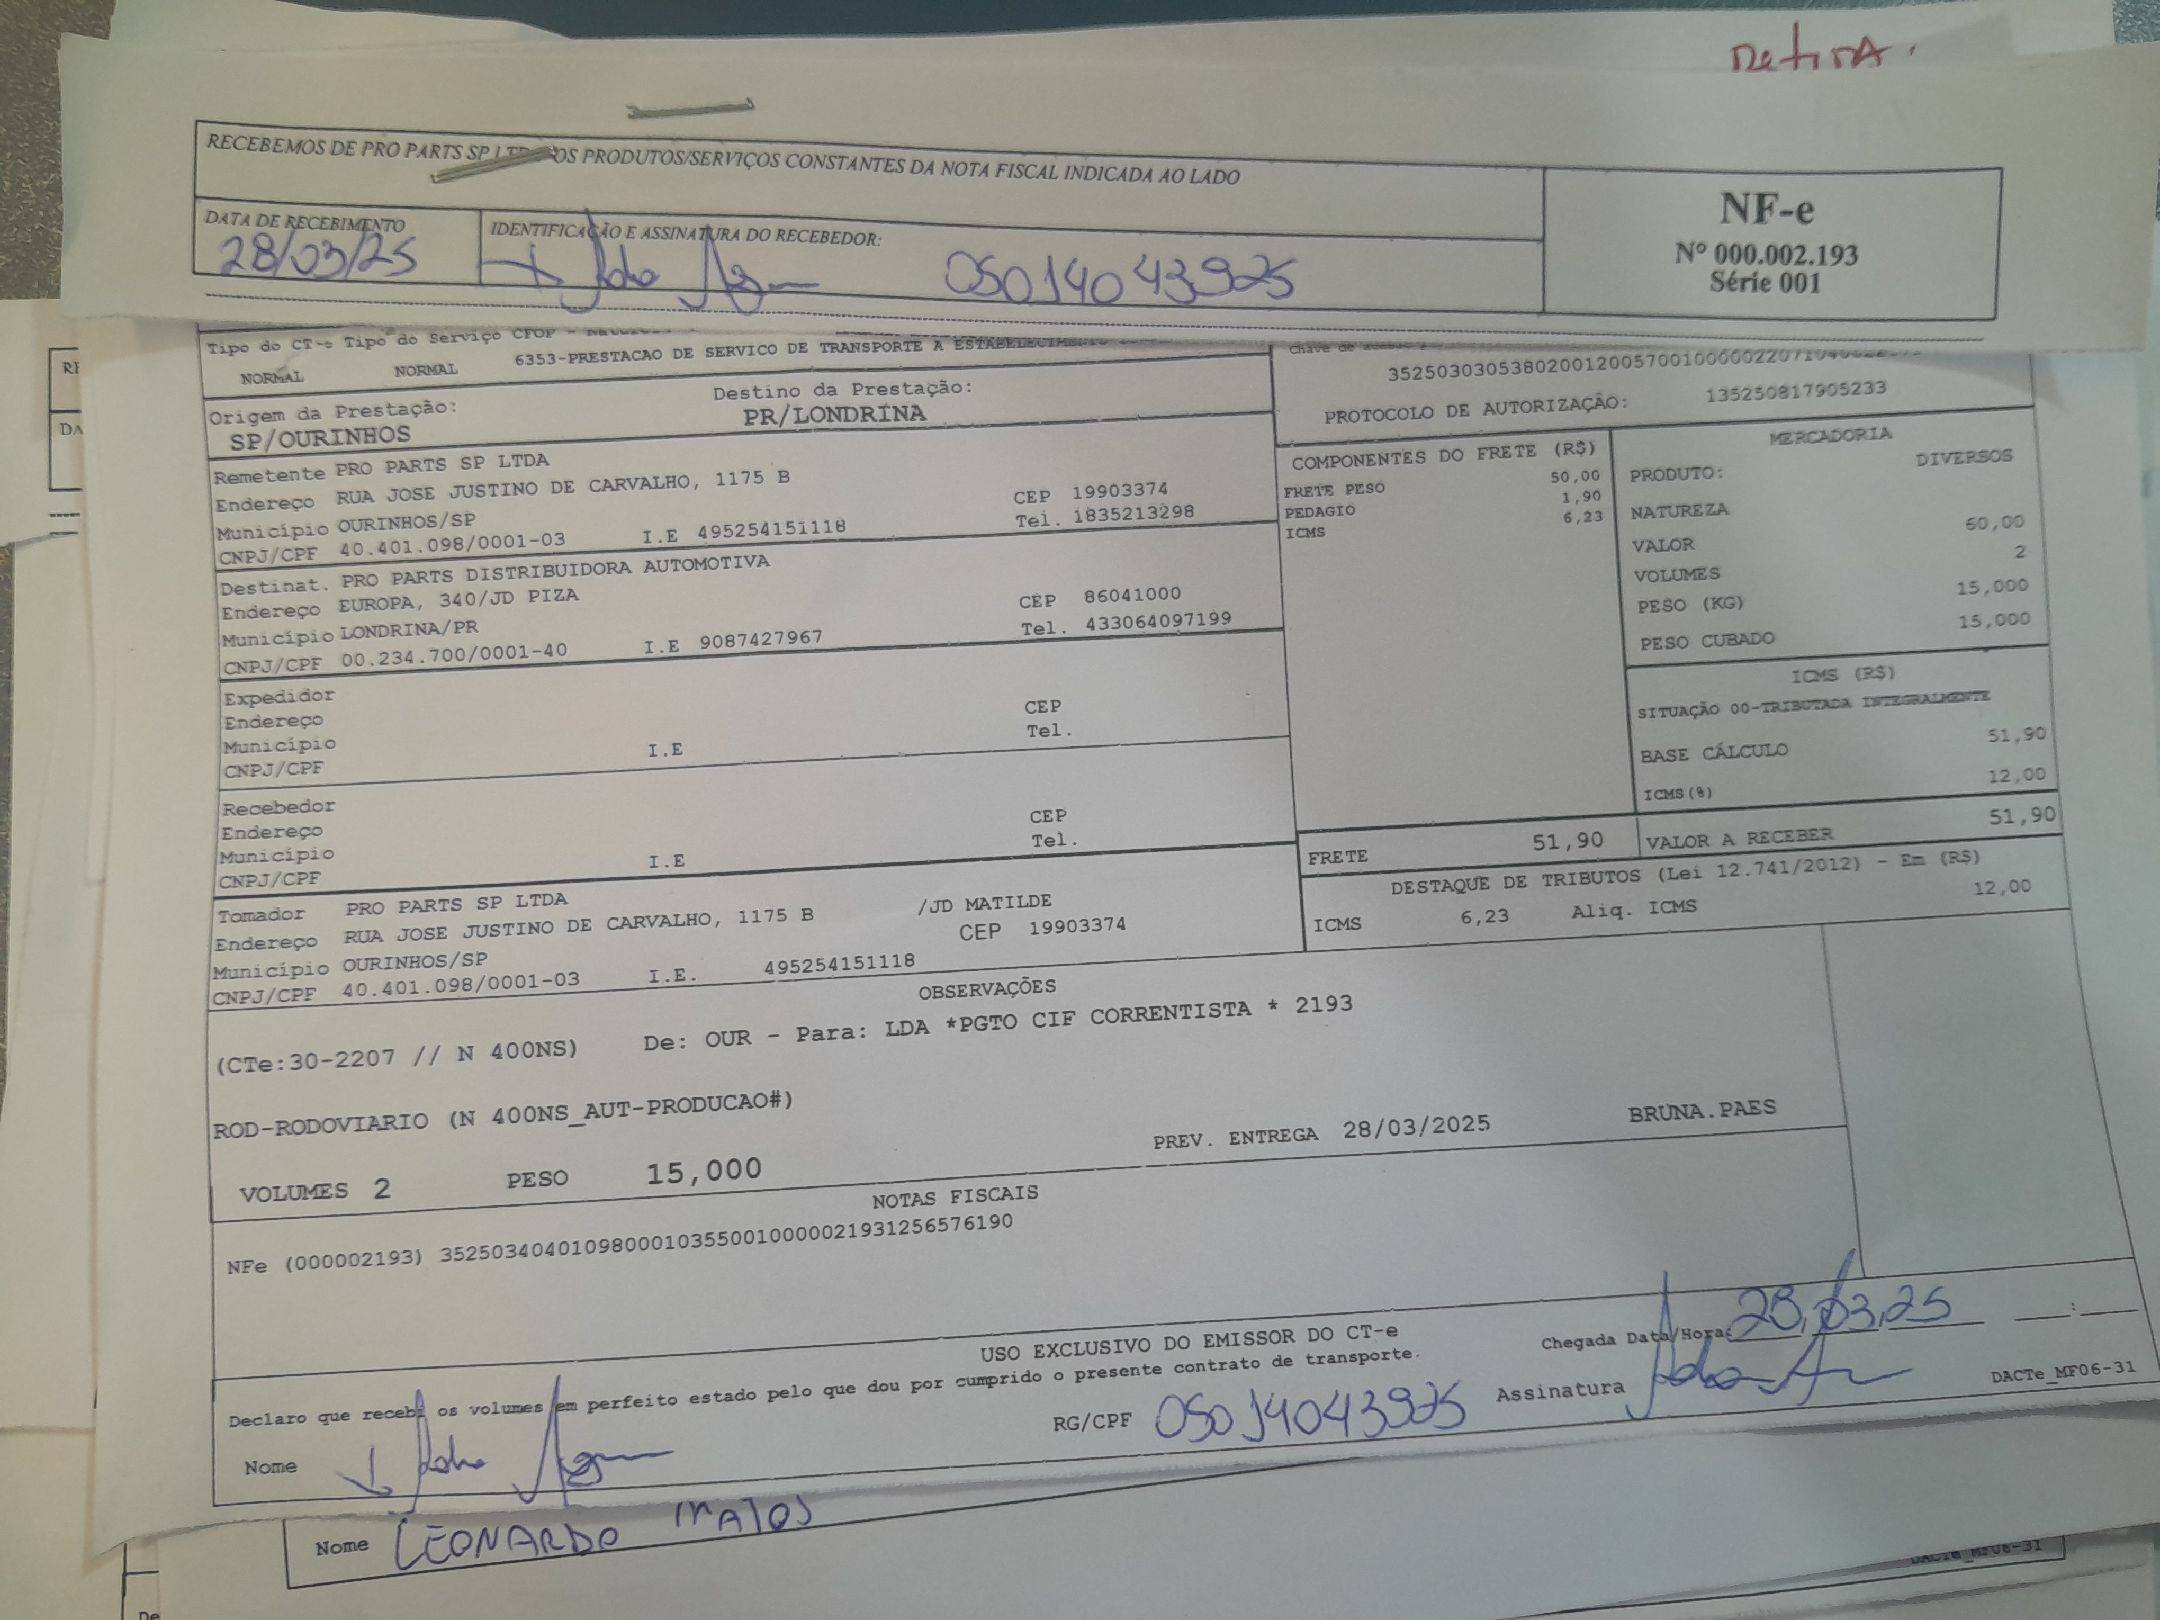 RETIRA.
RECEBEMOS DE PRO PARTS SP OS PRODUTOS/SERVIÇOS CONSTANTES DA NOTA FISCAL INDICADA AO LADO
DATA DE RECEBIMENTO
28/03/25
IDENTIFICAÇÃO E ASSINATURA DO RECEBEDOR:
05014043925
NF-e
Nº 000.002.193
Série 001
Tipo do CT-e Tipo do Serviço CFOP -
NORMAL NORMAL 6353-PRESTACAO DE SERVICO DE TRANSPORTE A ESTABELECIMENTO
Origem da Prestação: Destino da Prestação:
SP/OURINHOS PR/LONDRINA
PROTOCOLO DE AUTORIZAÇÃO: 135250817905233
Remetente PRO PARTS SP LTDA
Endereço RUA JOSE JUSTINO DE CARVALHO, 1175 B CEP 19903374
Município OURINHOS/SP Tel. 1835213298
CNPJ/CPF 40.401.098/0001-03 I.E 495254151118
Destinat. PRO PARTS DISTRIBUIDORA AUTOMOTIVA
Endereço EUROPA, 340/JD PIZA CEP 86041000
Município LONDRINA/PR Tel. 433064097199
CNPJ/CPF 00.234.700/0001-40 I.E 9087427967
Expedidor
Endereço CEP
Município I.E Tel.
CNPJ/CPF
Recebedor
Endereço CEP
Município I.E Tel.
CNPJ/CPF
Tomador PRO PARTS SP LTDA
Endereço RUA JOSE JUSTINO DE CARVALHO, 1175 B /JD MATILDE
Município OURINHOS/SP CEP 19903374
CNPJ/CPF 40.401.098/0001-03 I.E. 495254151118
COMPONENTES DO FRETE (R$)
FRETE PESO 50,00
PEDAGIO 1,90
ICMS 6,23
MERCADORIA
PRODUTO: DIVERSOS
NATUREZA
VALOR 60,00
VOLUMES 2
PESO (KG) 15,000
PESO CUBADO 15,000
ICMS (R$)
SITUAÇÃO 00-TRIBUTADA INTEGRALMENTE
BASE CÁLCULO 51,90
ICMS(%) 12,00
FRETE 51,90 VALOR A RECEBER 51,90
DESTAQUE DE TRIBUTOS (Lei 12.741/2012) - Em (R$)
ICMS 6,23 Aliq. ICMS 12,00
OBSERVAÇÕES
(CTe:30-2207 // N 400NS) De: OUR - Para: LDA *PGTO CIF CORRENTISTA * 2193
ROD-RODOVIARIO (N 400NS_AUT-PRODUCAO#)
VOLUMES 2 PESO 15,000 PREV. ENTREGA 28/03/2025 BRUNA.PAES
NOTAS FISCAIS
NFe (000002193) 35250340401098000103550010000021931256576190
USO EXCLUSIVO DO EMISSOR DO CT-e
Declaro que recebi os volumes em perfeito estado pelo que dou por cumprido o presente contrato de transporte.
Chegada Data/Hora: 28/03/25
Nome
RG/CPF 05014043925 Assinatura
DACTe_MF06-31
Nome LEONARDO MATOS
DACTe_MF06-31